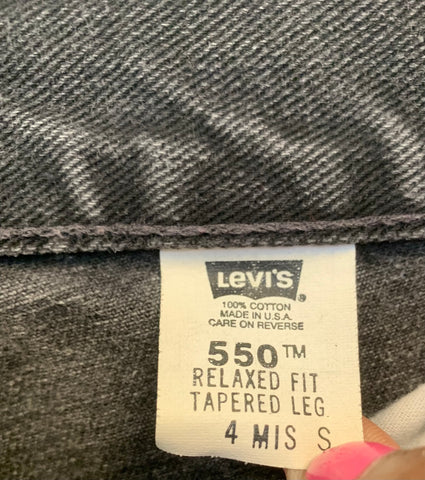 Levi's ®
100% COTTON
MADE IN U.S.A.
CARE ON REVERSE
550™
RELAXED FIT
TAPERED LEG
4 MIS S